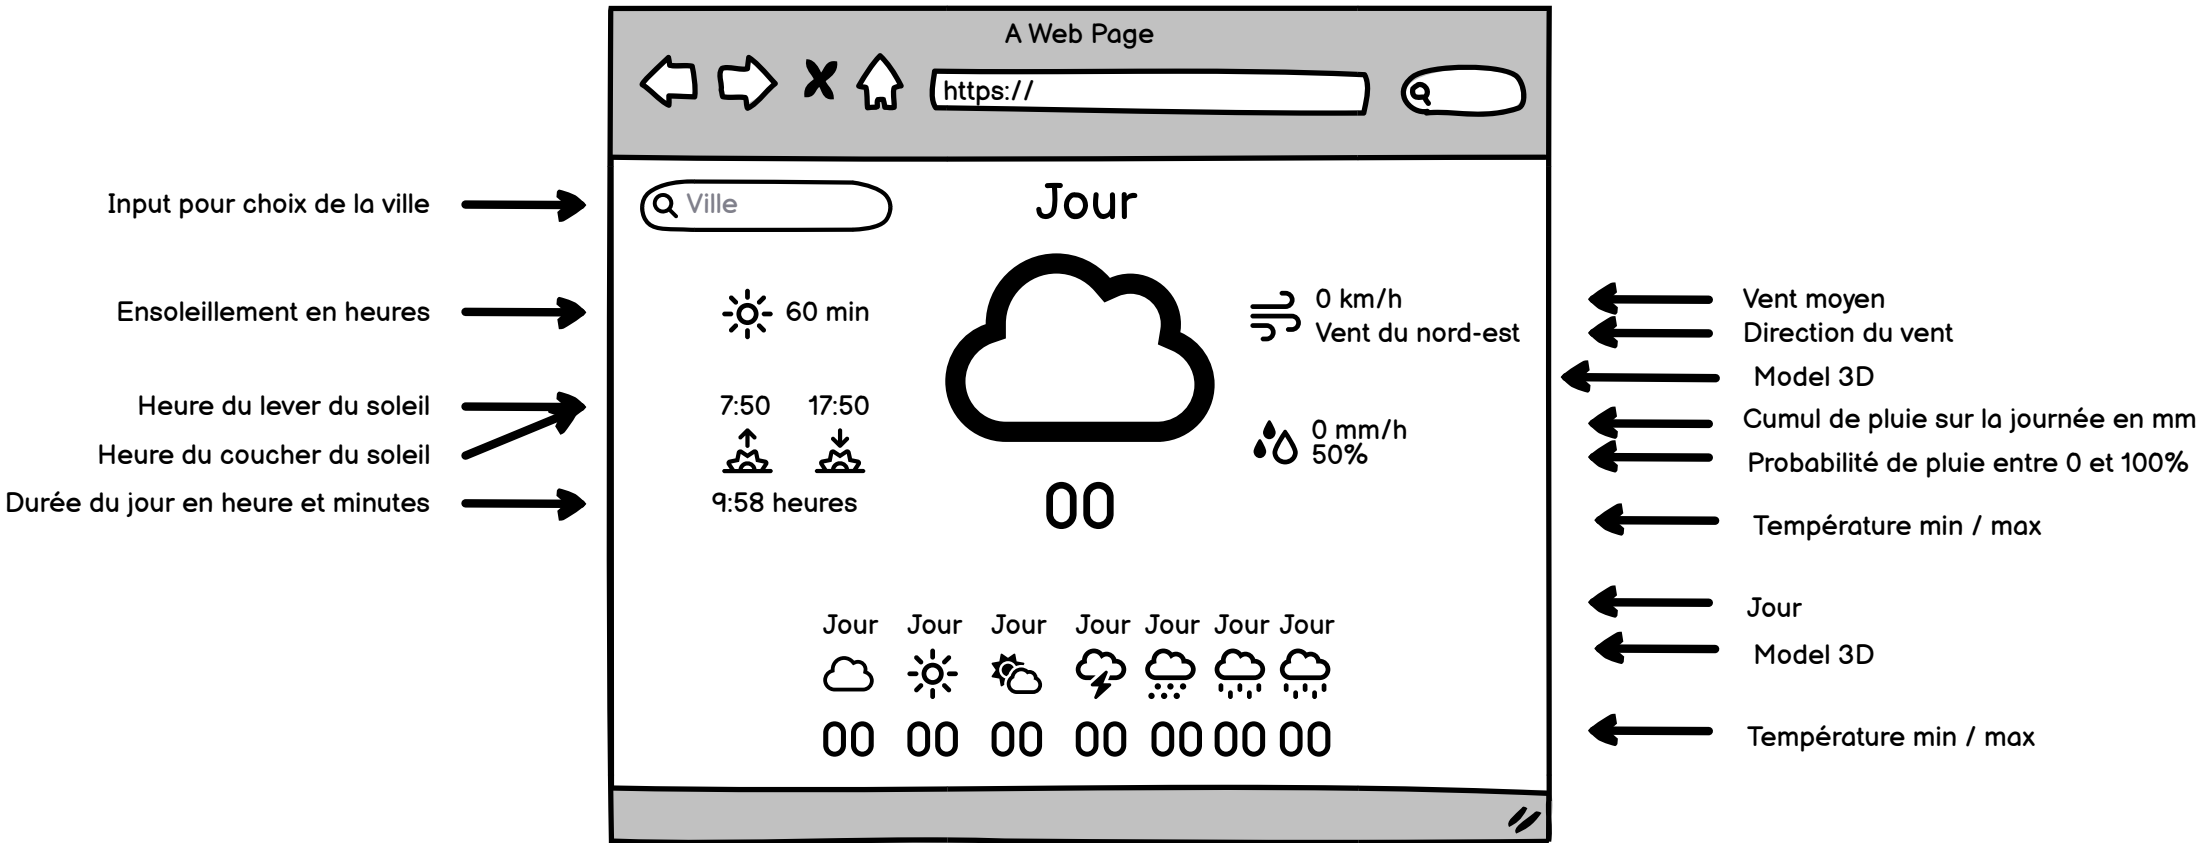 A Web Page
https://
Input pour choix de la ville
Ville
Jour
Ensoleillement en heures
60 min
0 km/h
Vent du nord-est
Vent moyen
Direction du vent
Model 3D
Heure du lever du soleil
Heure du coucher du soleil
7:50 17:50
0 mm/h
50%
Cumul de pluie sur la journée en mm
Probabilité de pluie entre 0 et 100%
Durée du jour en heure et minutes
9:58 heures
00
Température min / max
Jour Jour Jour Jour Jour Jour Jour
Jour
Model 3D
00 00 00 00 00 00 00
Température min / max